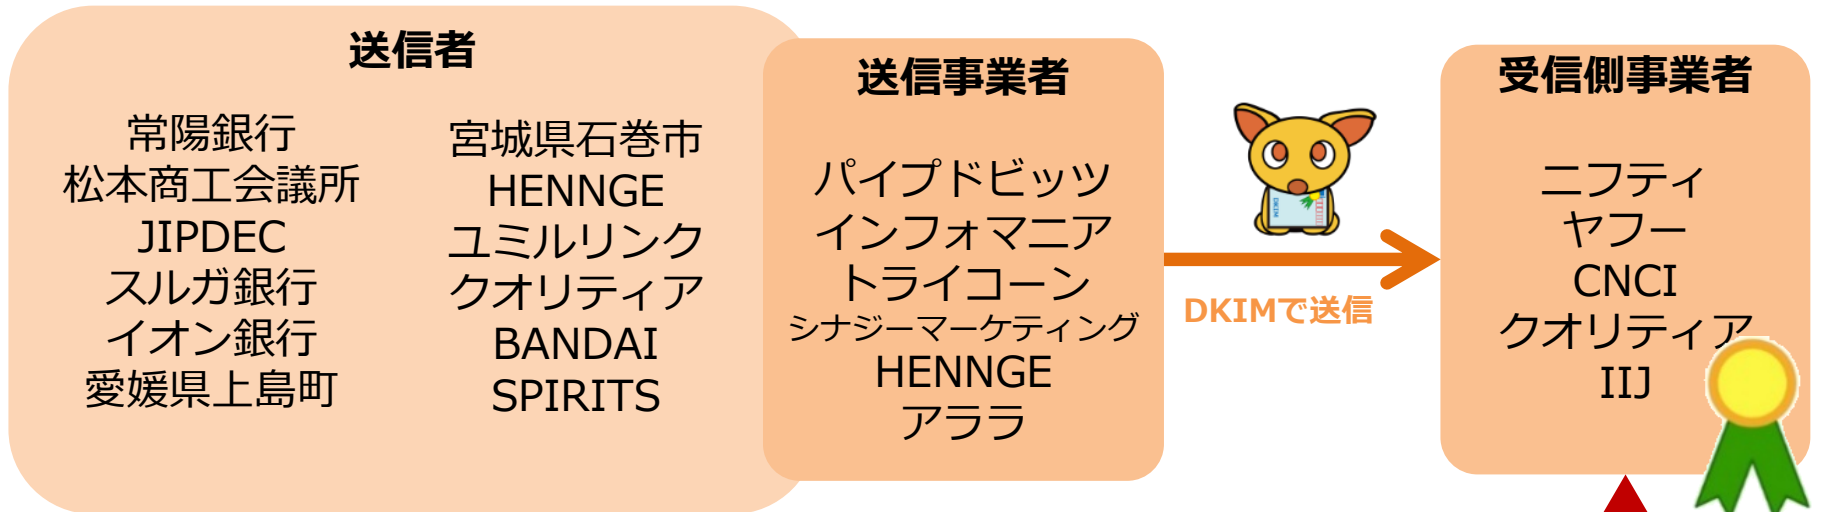 送信者
常陽銀行
松本商工会議所
JIPDEC
スルガ銀行
イオン銀行
愛媛県上島町
宮城県石巻市
HENNGE
ユミルリンク
クオリティア
BANDAI
SPIRITS
送信事業者
パイプドビッツ
インフォマニア
トライコーン
シナジーマーケティング
HENNGE
アララ
DKIM
DKIMで送信
受信側事業者
ニフティ
ヤフー
CNCI
クオリティア
IIJ